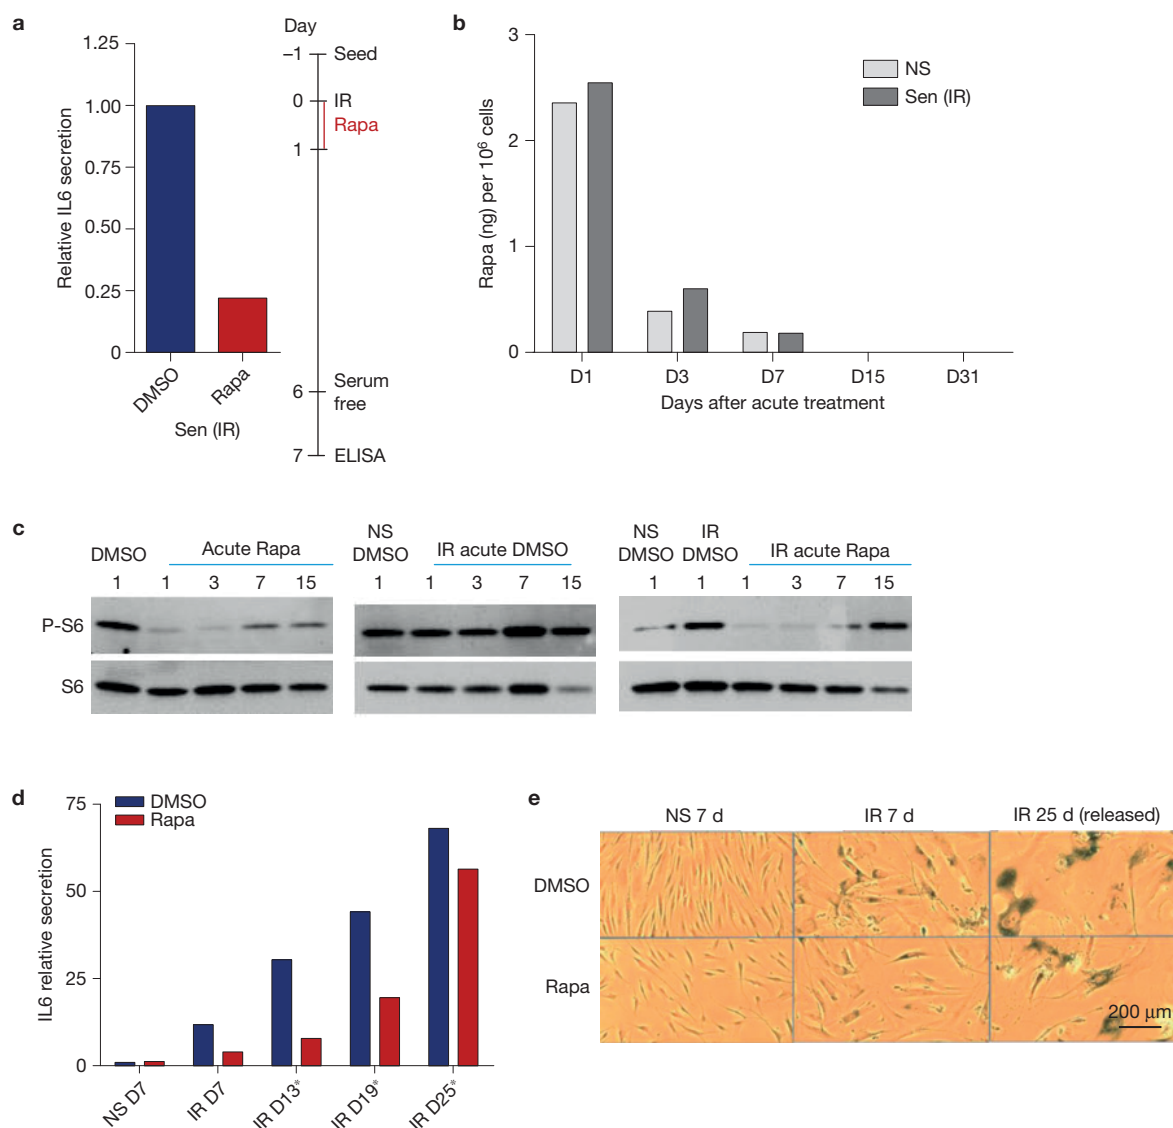 a
Relative IL6 secretion
1.25
1.00
0.75
0.50
0.25
0
DMSO
Rapa
Sen (IR)
Day
–1 Seed
0 IR
Rapa
1
6 Serum
free
7 ELISA
b
Rapa (ng) per 10⁶ cells
3
2
1
0
NS
Sen (IR)
D1 D3 D7 D15 D31
Days after acute treatment
c
DMSO Acute Rapa
1 1 3 7 15
NS
DMSO IR acute DMSO
1 1 3 7 15
NS IR
DMSO DMSO IR acute Rapa
1 1 1 3 7 15
P-S6
S6
d
IL6 relative secretion
75
50
25
0
DMSO
Rapa
NS D7
IR D7
IR D13*
IR D19*
IR D25*
e
NS 7 d IR 7 d IR 25 d (released)
DMSO
Rapa
200 μm